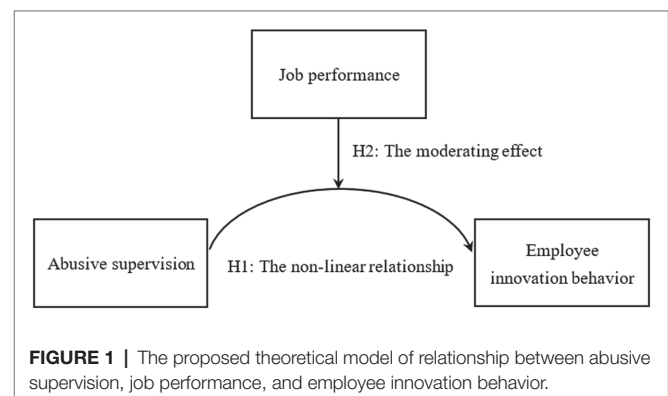 Job performance
H2: The moderating effect
Abusive supervision
H1: The non-linear relationship
Employee
innovation behavior
FIGURE 1 | The proposed theoretical model of relationship between abusive
supervision, job performance, and employee innovation behavior.